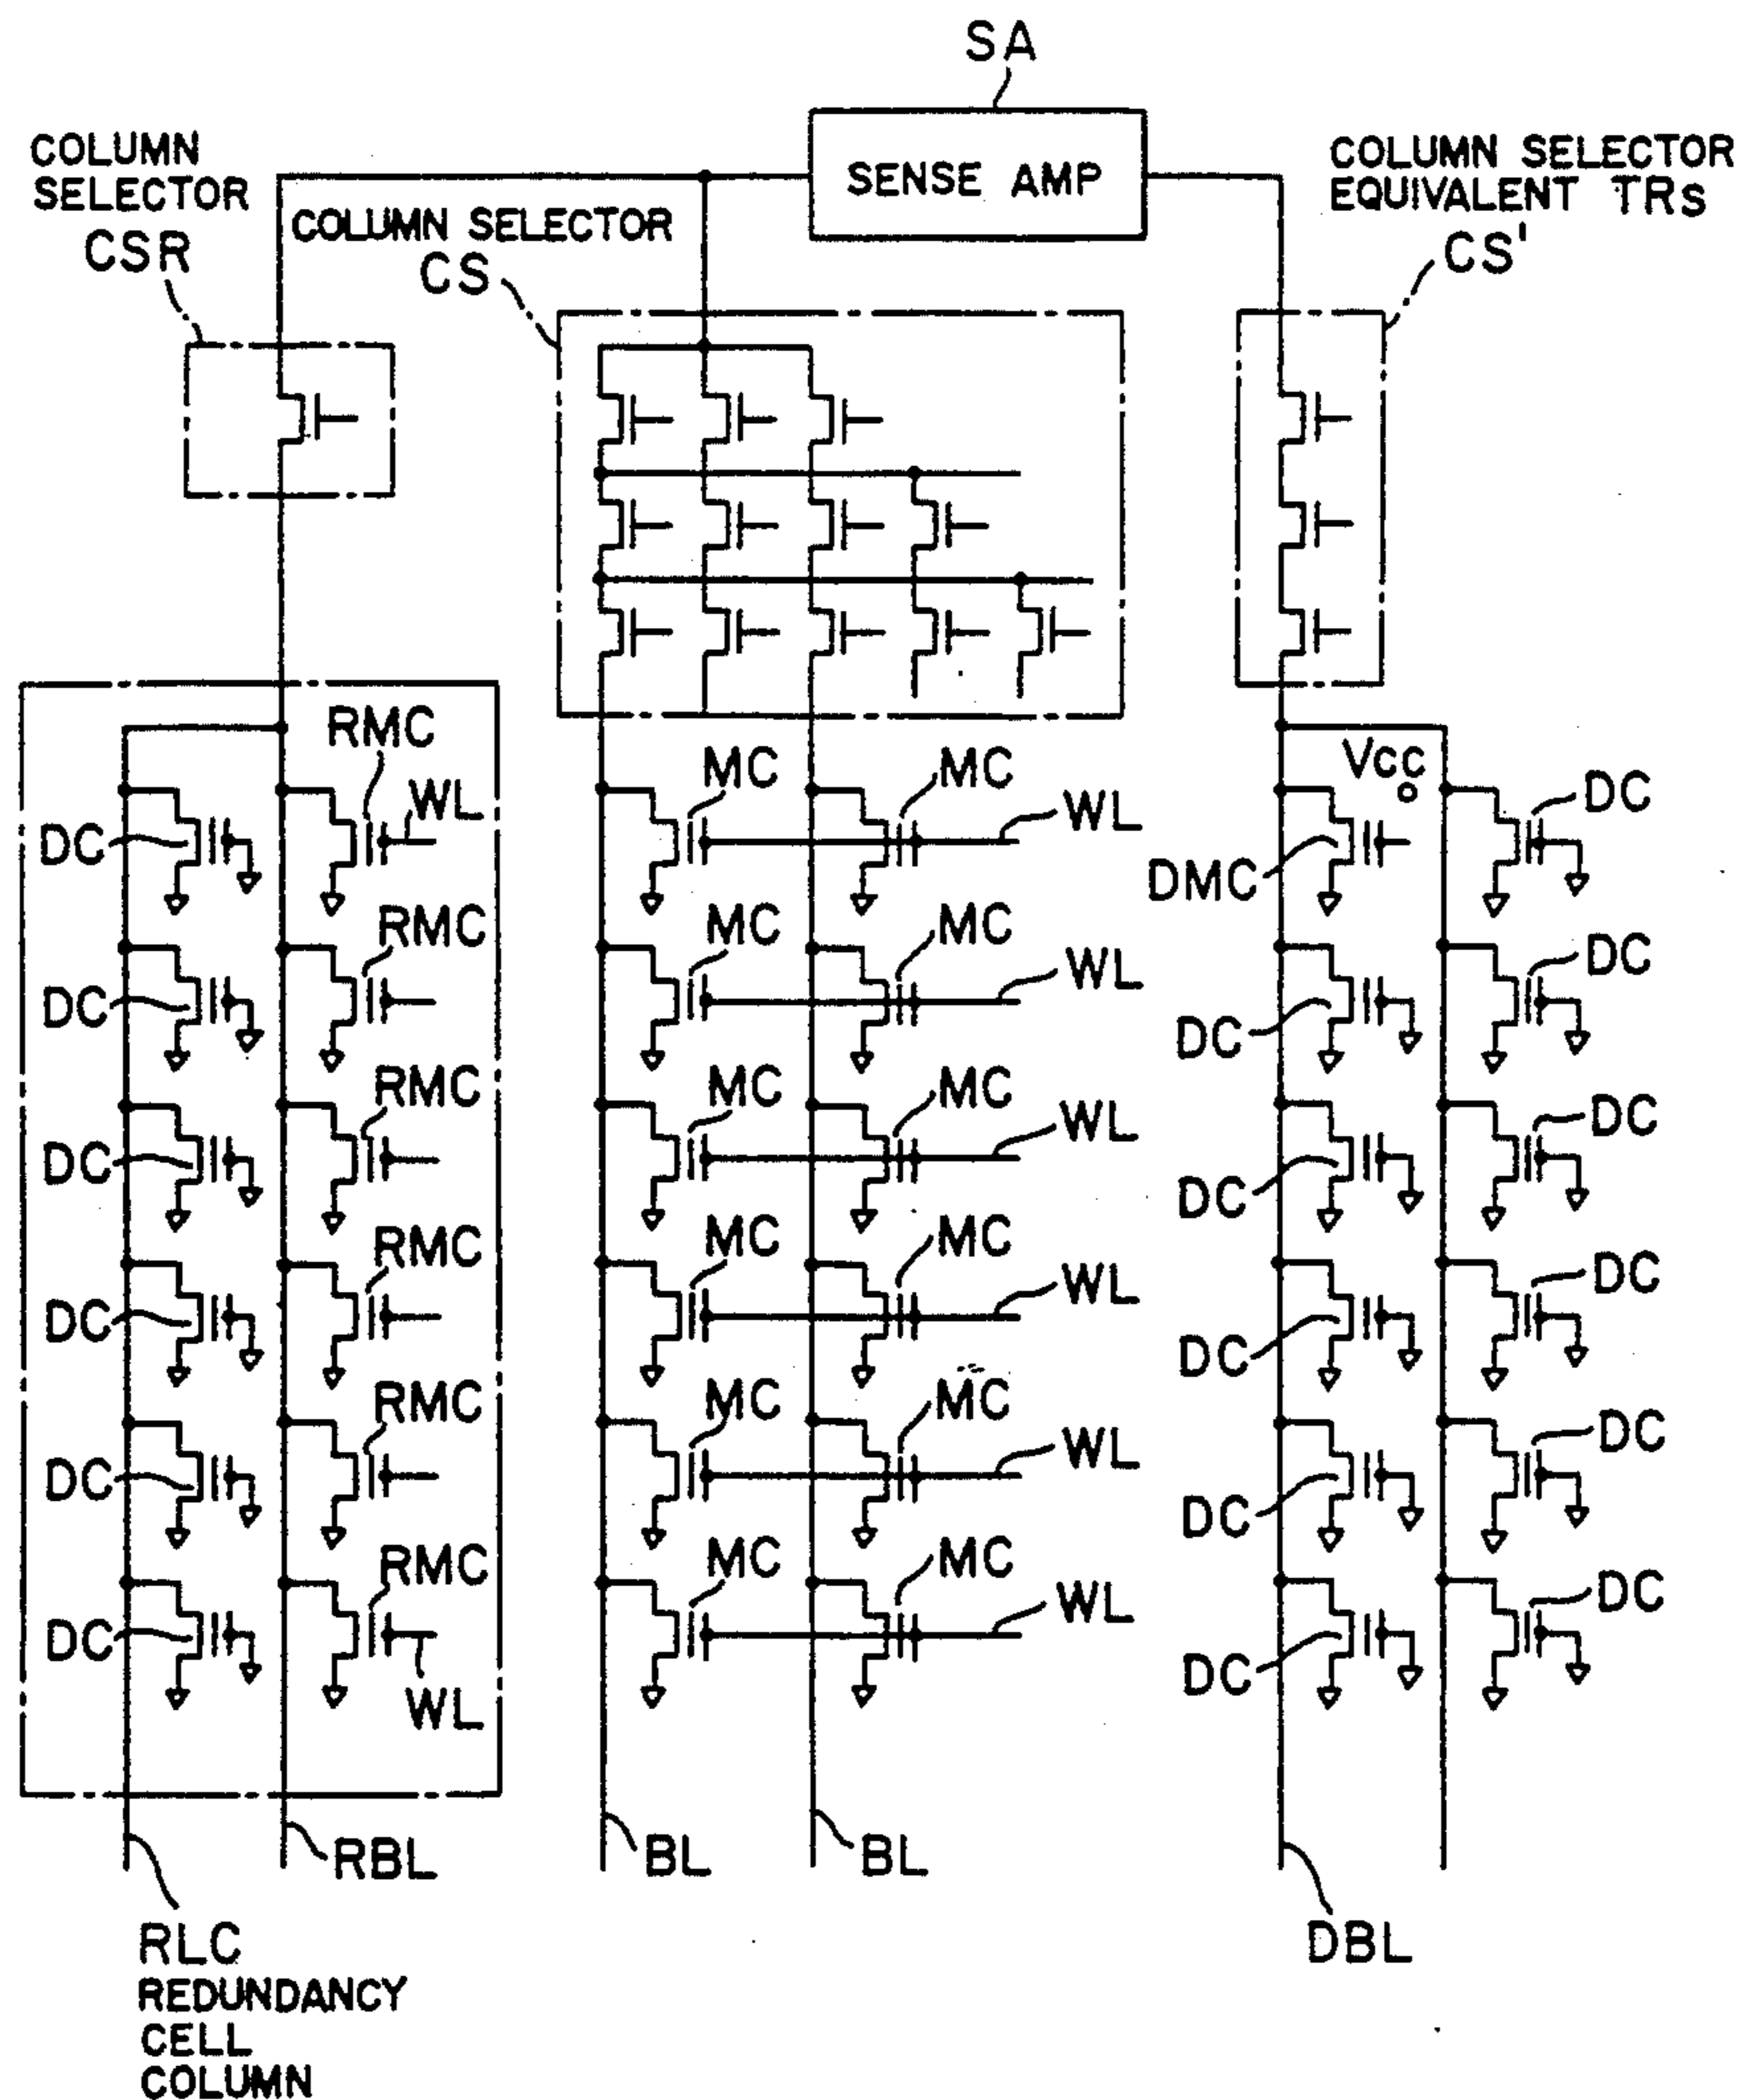 SA
COLUMN
SELECTOR
CSR
COLUMN SELECTOR
CS
SENSE AMP
COLUMN SELECTOR
EQUIVALENT TRs
CS'
RMC
WL
DC
MC
MC
WL
Vcc
DMC
DC
RMC
DC
MC
MC
WL
DC
DC
RMC
DC
MC
MC
WL
DC
DC
RMC
DC
MC
MC
WL
DC
DC
RMC
DC
MC
MC
WL
DC
DC
RMC
DC
WL
MC
MC
WL
DC
DC
RBL
BL
BL
DBL
RLC
REDUNDANCY
CELL
COLUMN